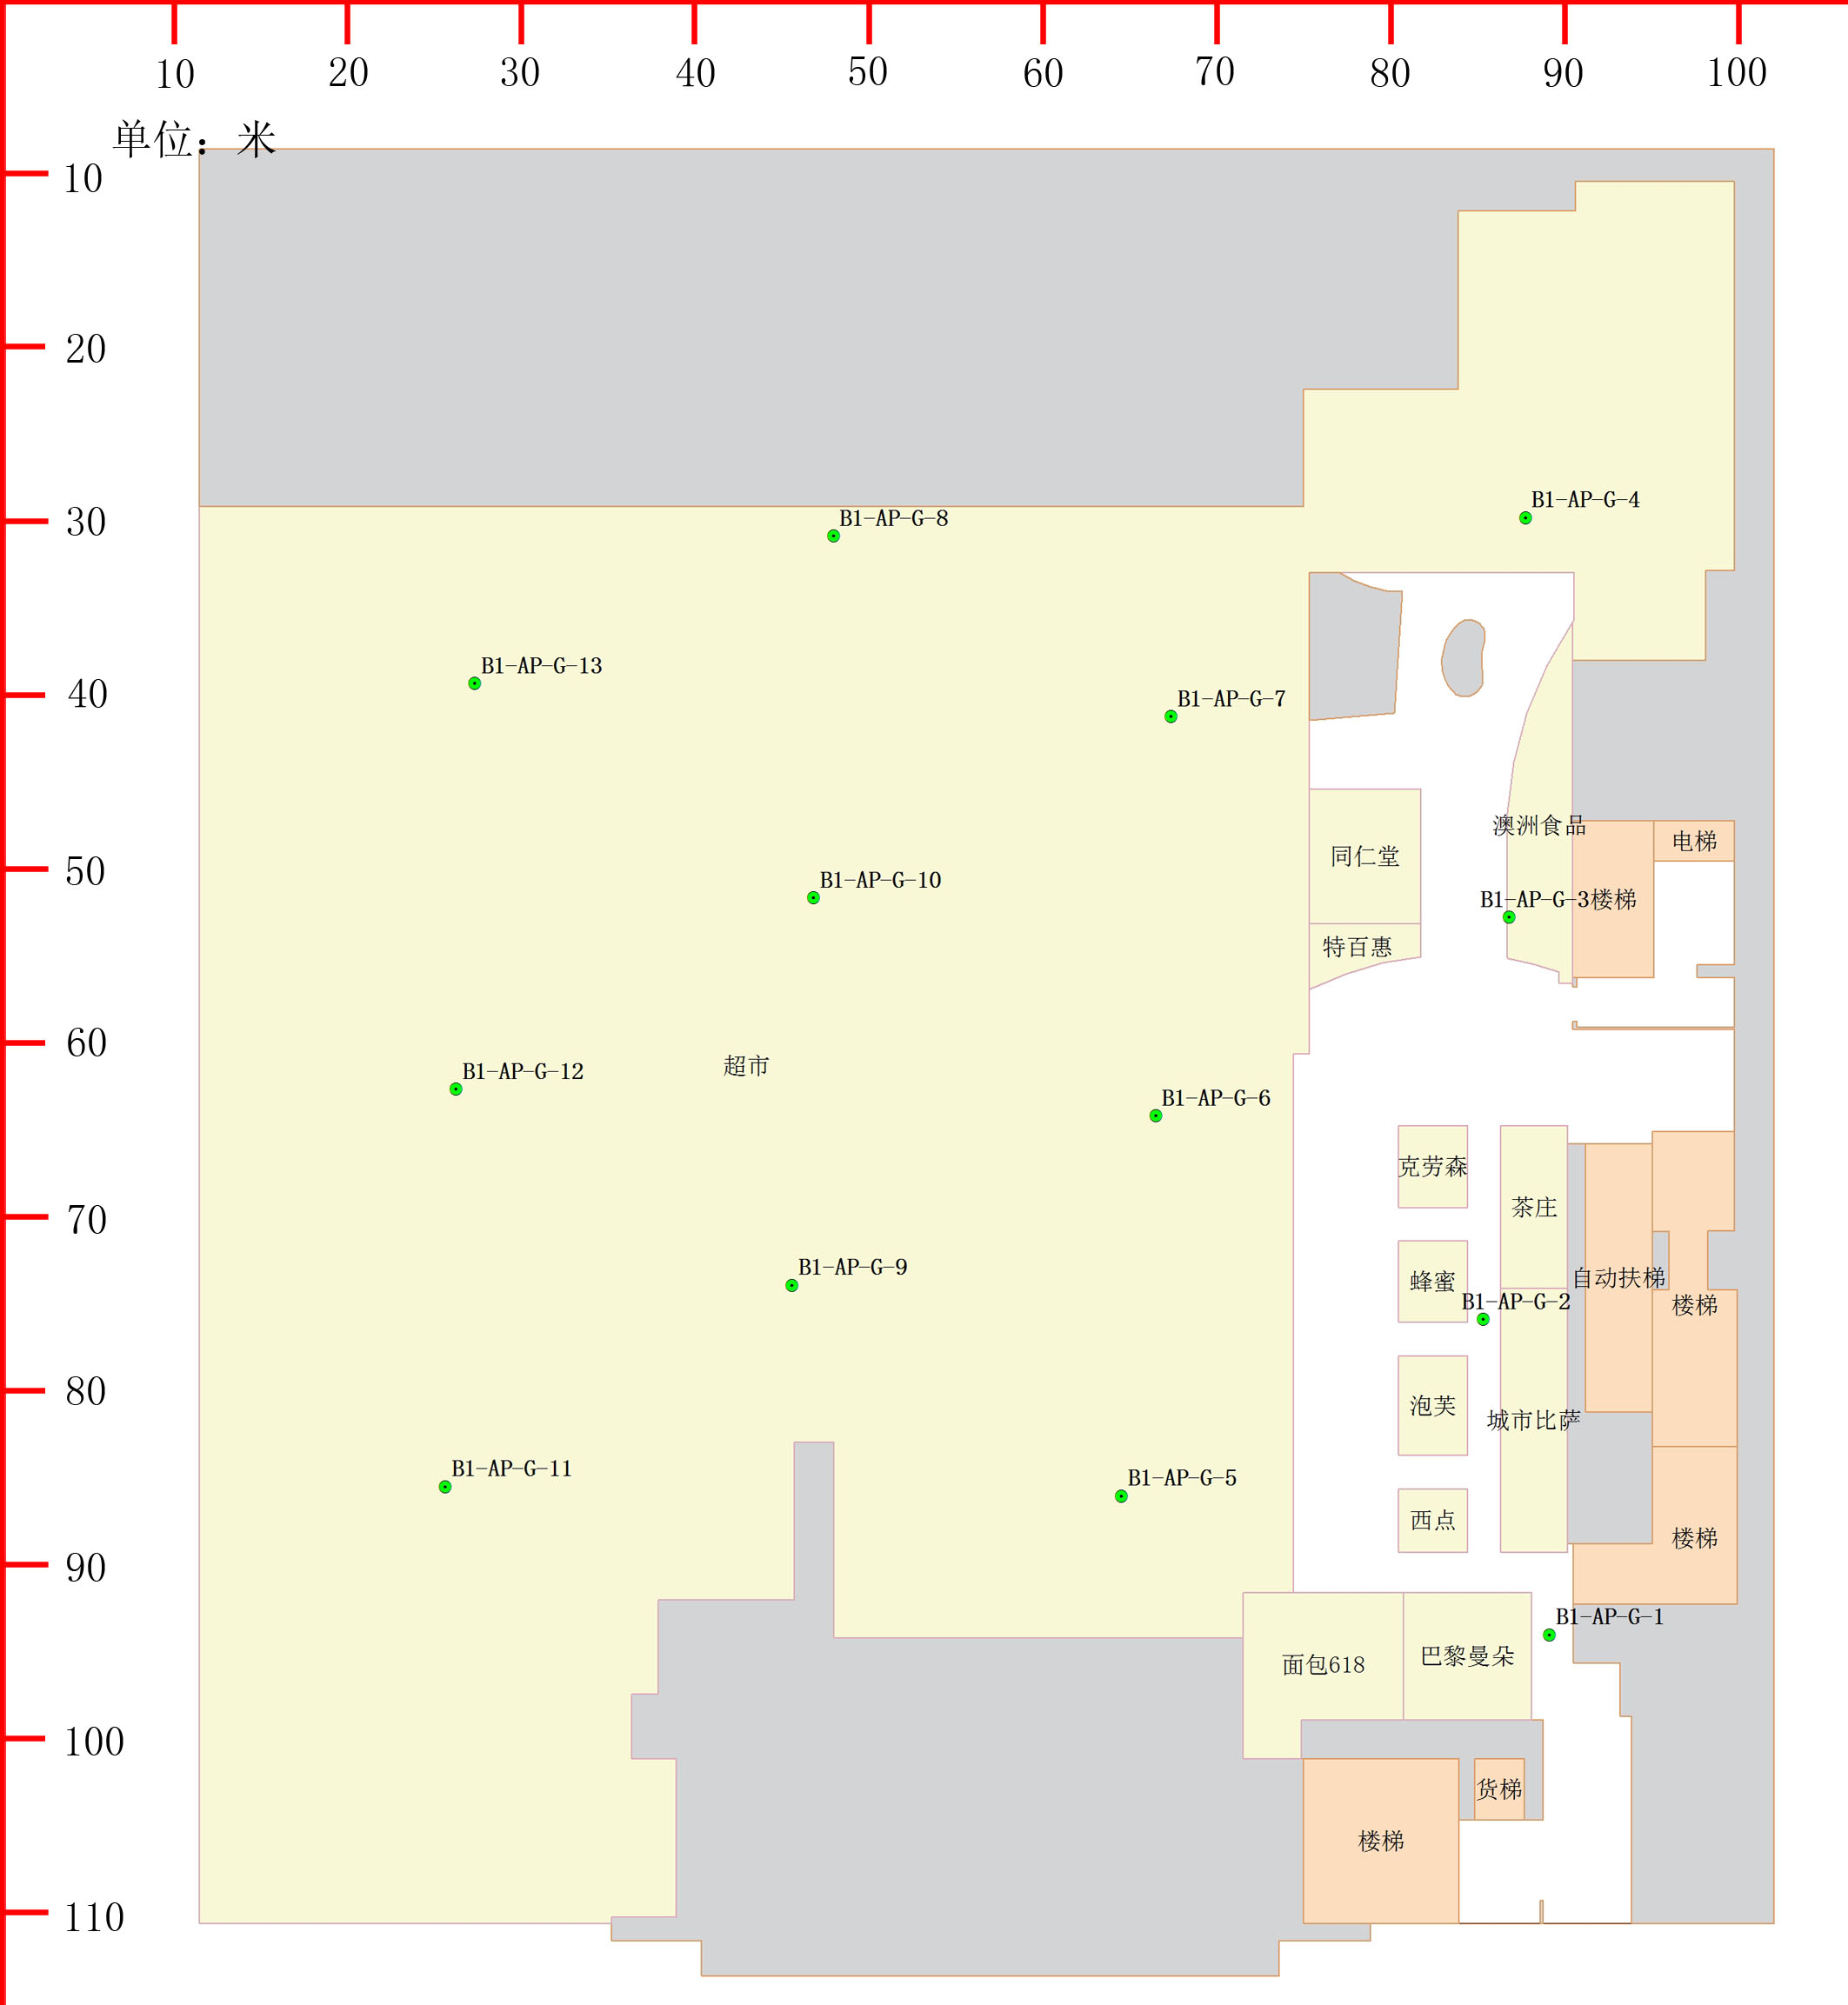 10 20 30 40 50 60 70 80 90 100
单位：米
10
20
30
B1-AP-G-4
B1-AP-G-8
B1-AP-G-13
40
B1-AP-G-7
澳洲食品
电梯
同仁堂
50
B1-AP-G-10
B1-AP-G-3
楼梯
特百惠
60
超市
B1-AP-G-12
B1-AP-G-6
克劳森
茶庄
70
B1-AP-G-9
自动扶梯
蜂蜜
B1-AP-G-2
楼梯
80
泡芙
城市比萨
B1-AP-G-11
B1-AP-G-5
西点
楼梯
90
B1-AP-G-1
面包618
巴黎曼朵
100
货梯
楼梯
110